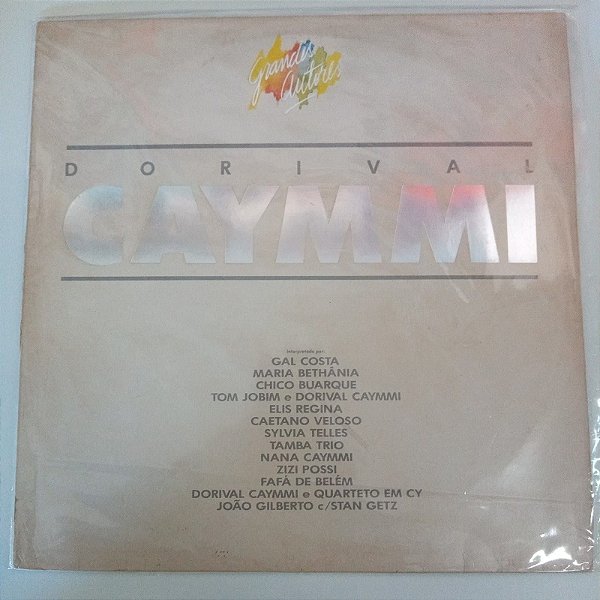 Grandes
Autores
DORIVAL
CAYMMI
Interpretado por:
GAL COSTA
MARIA BETHÂNIA
CHICO BUARQUE
TOM JOBIM e DORIVAL CAYMMI
ELIS REGINA
CAETANO VELOSO
SYLVIA TELLES
TAMBA TRIO
NANA CAYMMI
ZIZI POSSI
FAFÁ DE BELÉM
DORIVAL CAYMMI e QUARTETO EM CY
JOÃO GILBERTO c/STAN GETZ